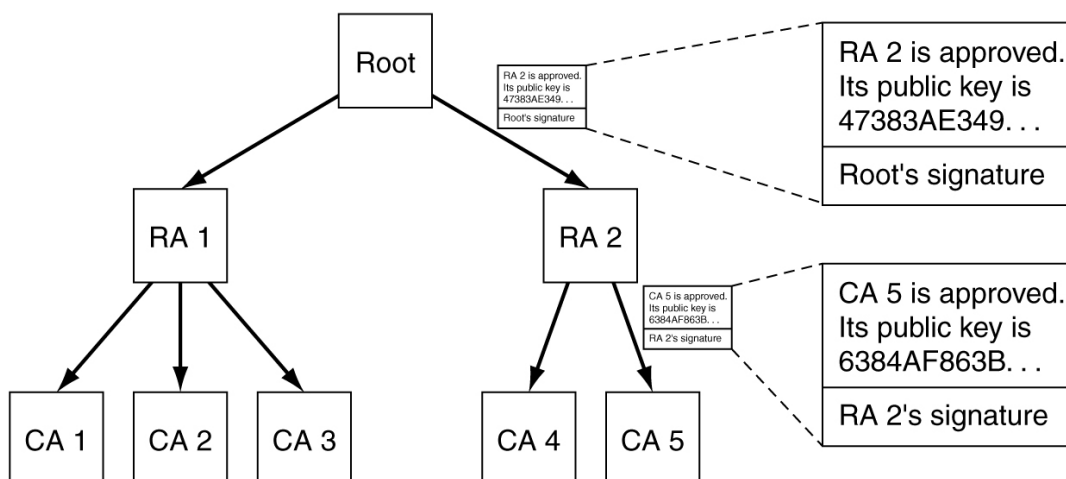 Root
RA 2 is approved.
Its public key is
47383AE349. . .
Root's signature
RA 2 is approved.
Its public key is
47383AE349. . .
Root's signature
RA 1
RA 2
CA 5 is approved.
Its public key is
6384AF863B. . .
RA 2's signature
CA 5 is approved.
Its public key is
6384AF863B. . .
RA 2's signature
CA 1
CA 2
CA 3
CA 4
CA 5